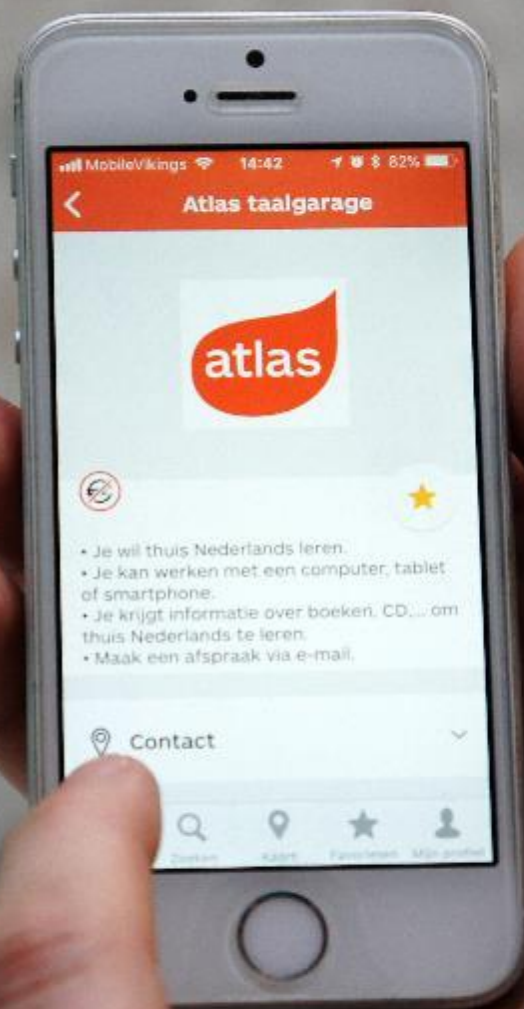 MobileVikings 14:42 82%
Atlas taalgarage
atlas
• Je wil thuis Nederlands leren.
• Je kan werken met een computer, tablet
of smartphone.
• Je krijgt informatie over boeken, CD,... om
thuis Nederlands te leren.
• Maak een afspraak via e-mail.
Contact
Zoeken Kaart Favorieten Mijn profiel